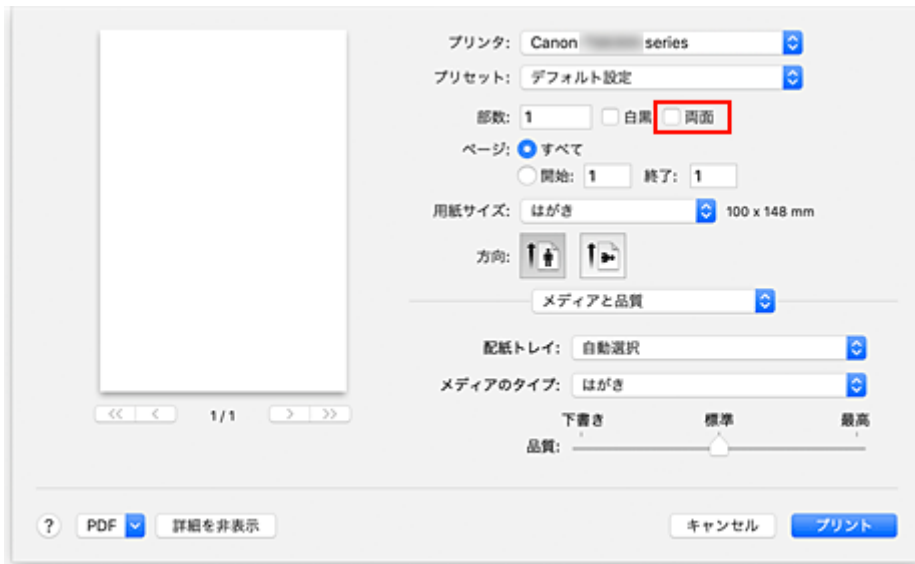 プリンタ: Canon series
プリセット: デフォルト設定
部数: 1 白黒 両面
ページ: すべて
開始: 1 終了: 1
用紙サイズ: はがき 100 x 148 mm
方向:
メディアと品質
配紙トレイ: 自動選択
メディアのタイプ: はがき
下書き 標準 最高
品質:
<< < 1/1 > >>
? PDF 詳細を非表示 キャンセル プリント